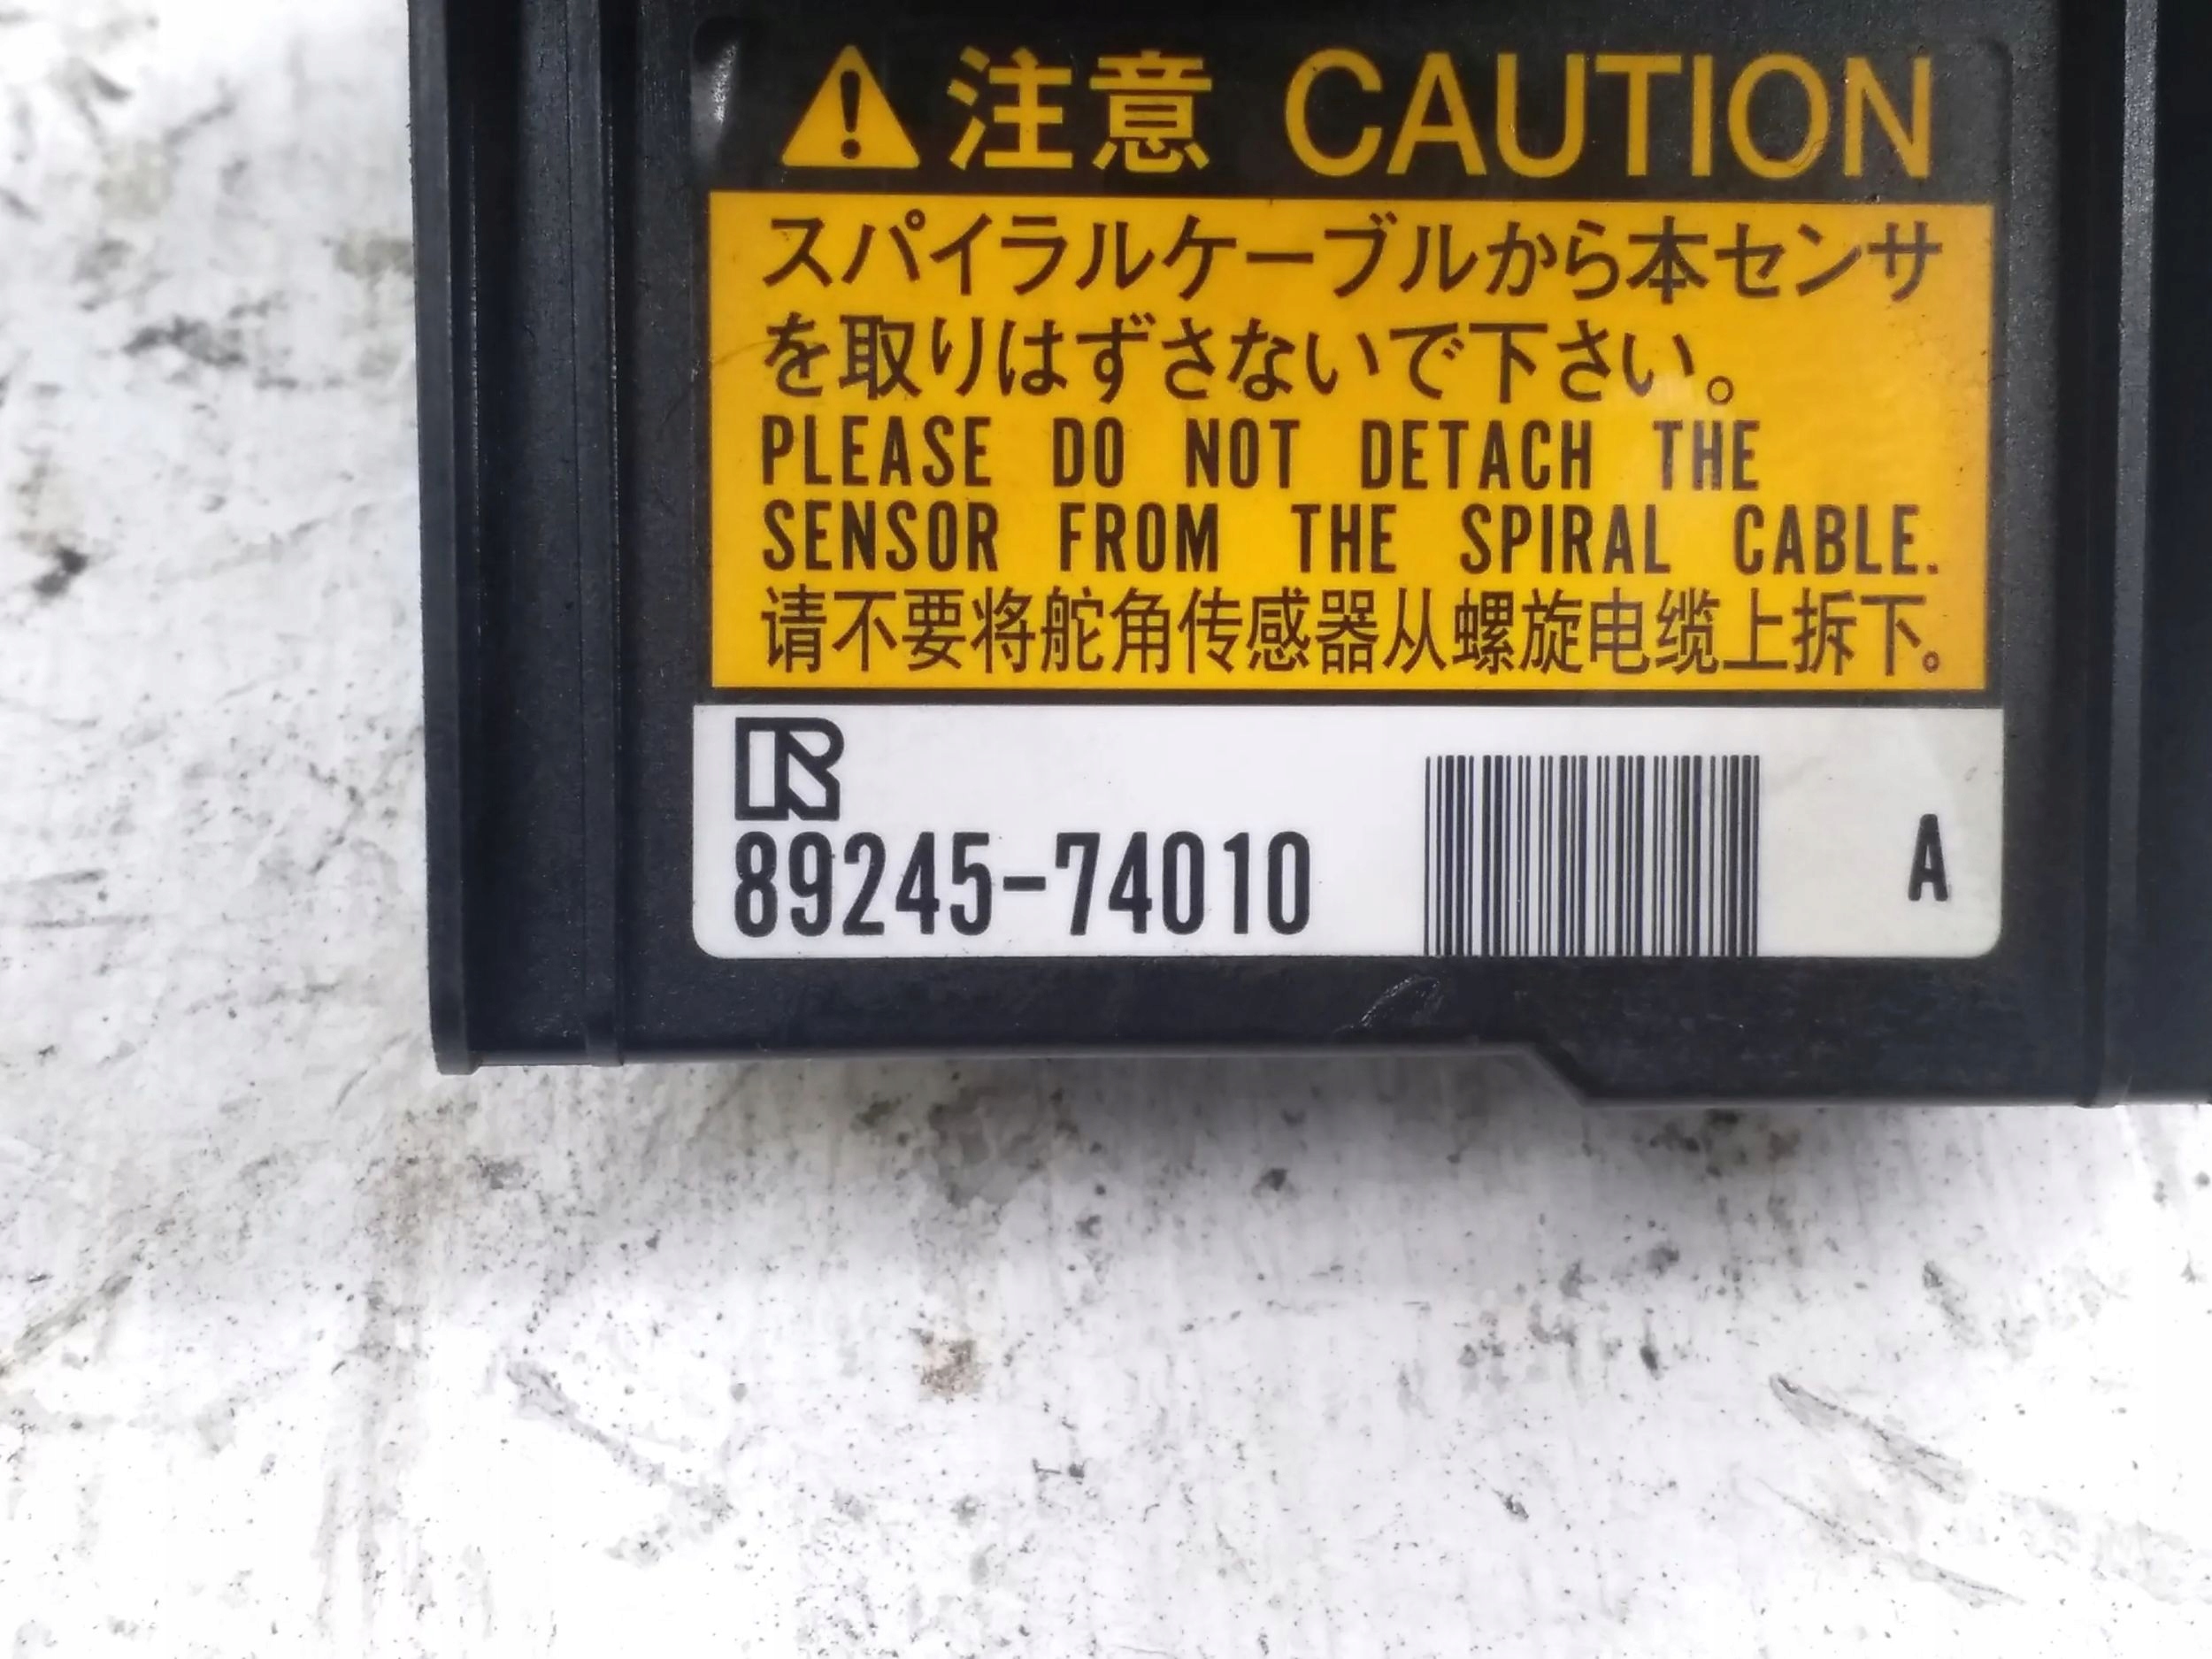 注意 CAUTION
スパイラルケーブルから本センサ
を取りはずさないで下さい。
PLEASE DO NOT DETACH THE
SENSOR FROM THE SPIRAL CABLE.
请不要将舵角传感器从螺旋电缆上拆下。
R
89245-74010
A